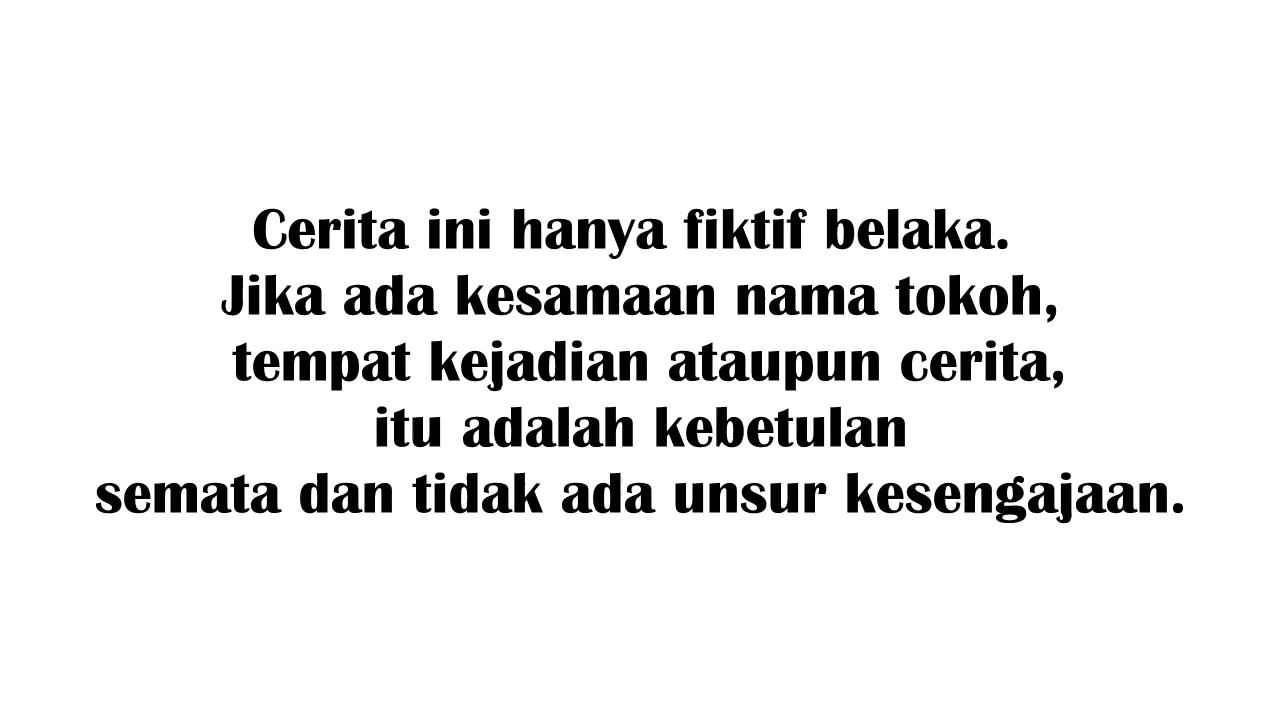 Cerita ini hanya fiktif belaka.
Jika ada kesamaan nama tokoh,
tempat kejadian ataupun cerita,
itu adalah kebetulan
semata dan tidak ada unsur kesengajaan.